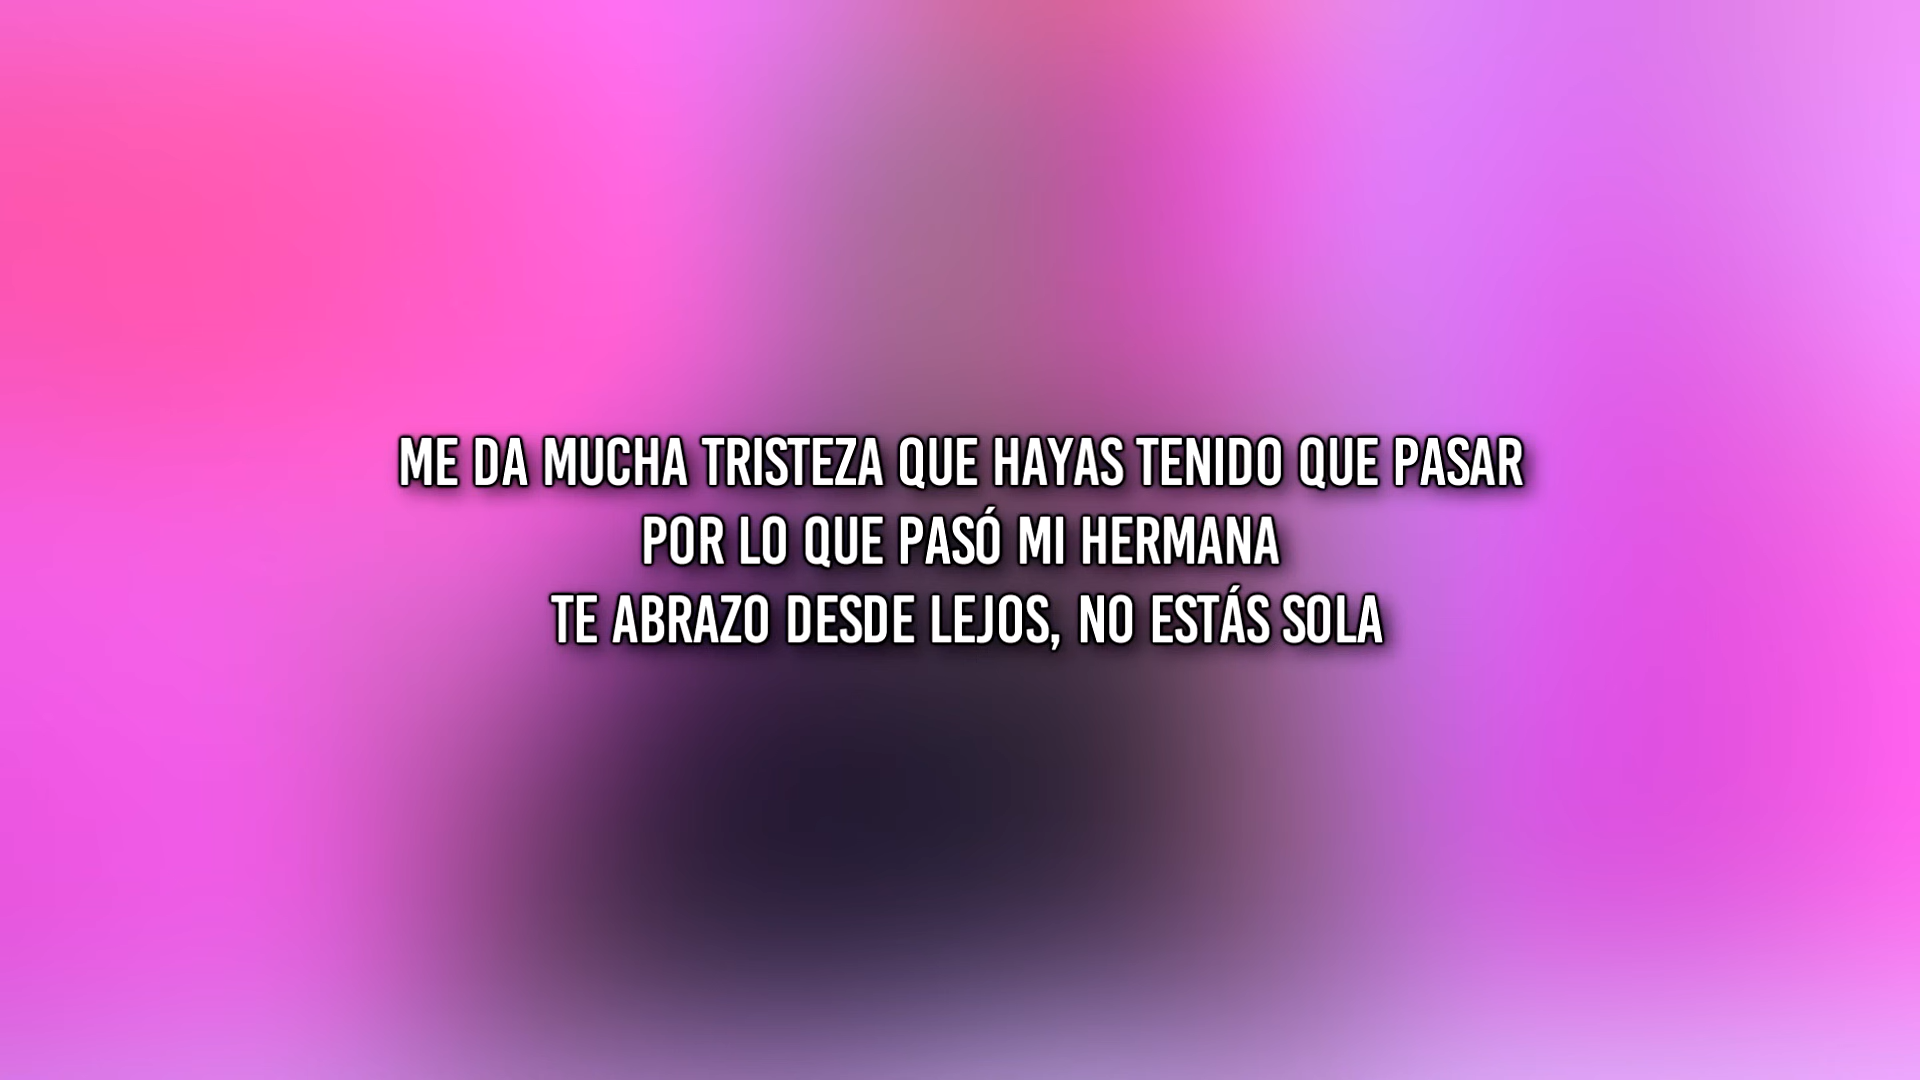 ME DA MUCHA TRISTEZA QUE HAYAS TENIDO QUE PASAR
POR LO QUE PASÓ MI HERMANA
TE ABRAZO DESDE LEJOS, NO ESTÁS SOLA